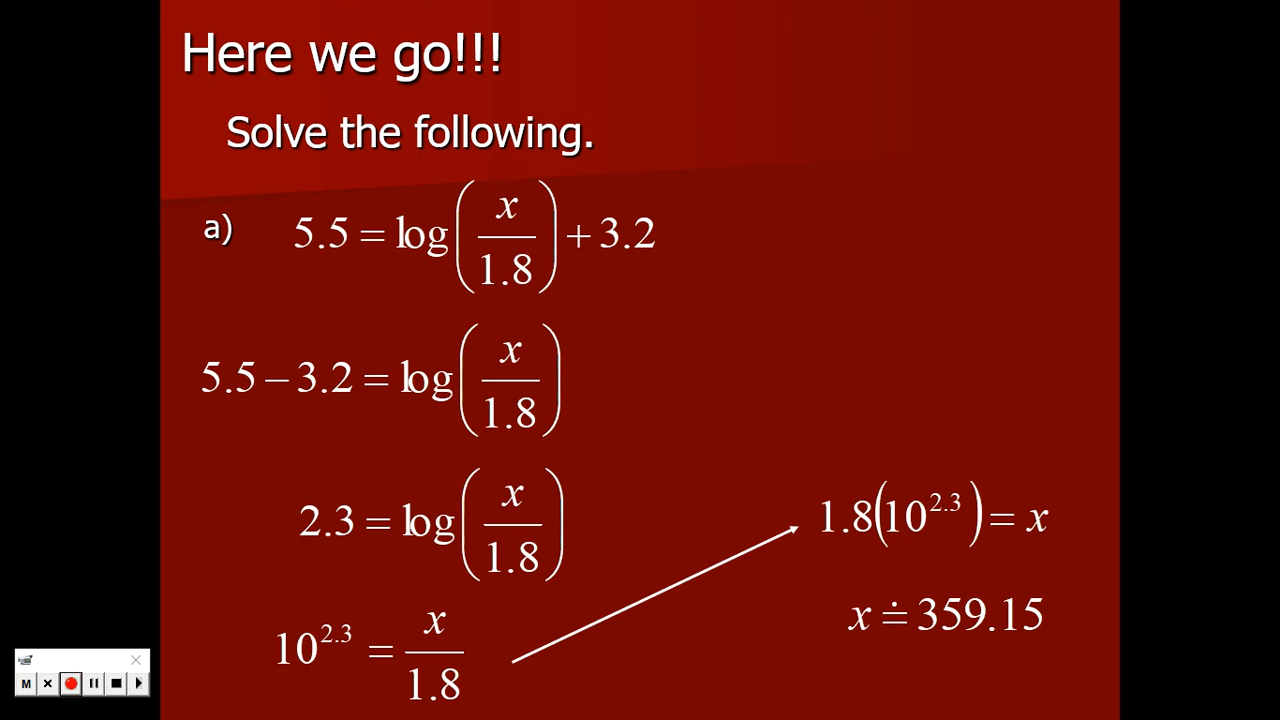 Here we go!!!
Solve the following.
a) 5.5 = log(x/1.8) + 3.2
5.5 − 3.2 = log(x/1.8)
2.3 = log(x/1.8)
10^2.3 = x/1.8
1.8(10^2.3) = x
x ≐ 359.15
M